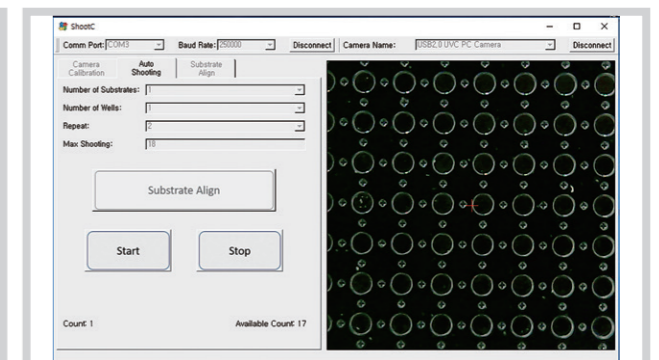 ShootC
Comm Port: COM3 Baud Rate: 250000 Disconnect Camera Name: USB2.0 UVC PC Camera Disconnect
Camera Calibration Auto Shooting Substrate Align
Number of Substrates: 1
Number of Wells: 1
Repeat: 2
Max Shooting: 18
Substrate Align
Start Stop
Count: 1 Available Count: 17